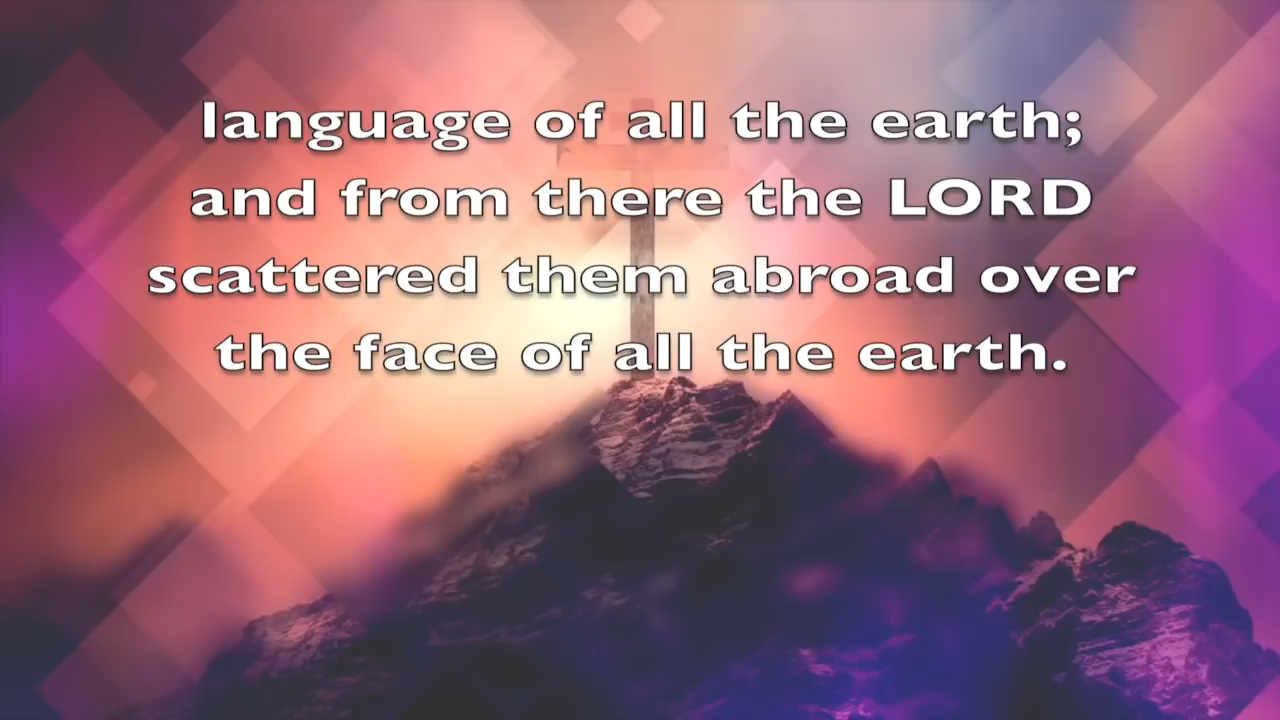 language of all the earth;
and from there the LORD
scattered them abroad over
the face of all the earth.